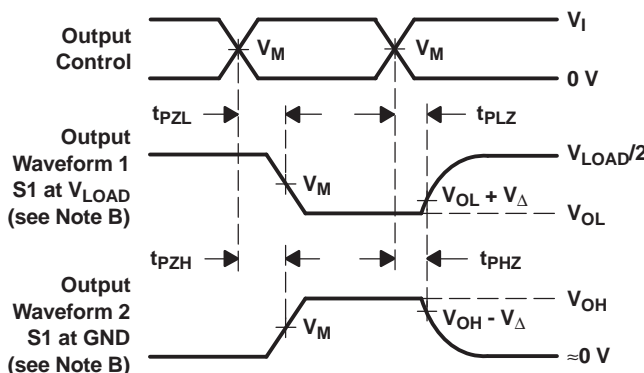 Output
Control
V_I
V_M
V_M
0 V
t_PZL
t_PLZ
Output
Waveform 1
S1 at V_LOAD
(see Note B)
V_LOAD/2
V_M
V_OL + V_Δ
V_OL
t_PZH
t_PHZ
Output
Waveform 2
S1 at GND
(see Note B)
V_OH
V_M
V_OH - V_Δ
≈0 V